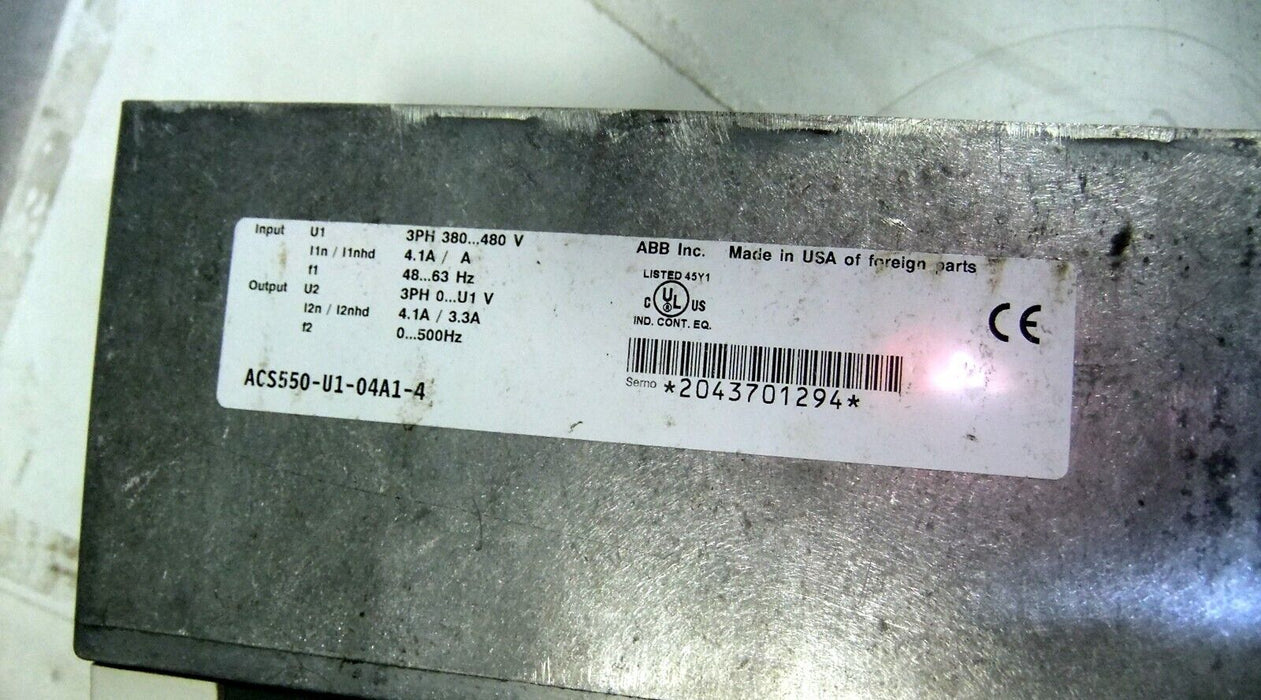 Input U1 3PH 380...480 V
I1n / I1nhd 4.1A / A
f1 48...63 Hz
Output U2 3PH 0...U1 V
I2n / I2nhd 4.1A / 3.3A
f2 0...500Hz
ACS550-U1-04A1-4
ABB Inc. Made in USA of foreign parts
LISTED 45Y1
C UL US
IND. CONT. EQ.
CE
Serno *2043701294*